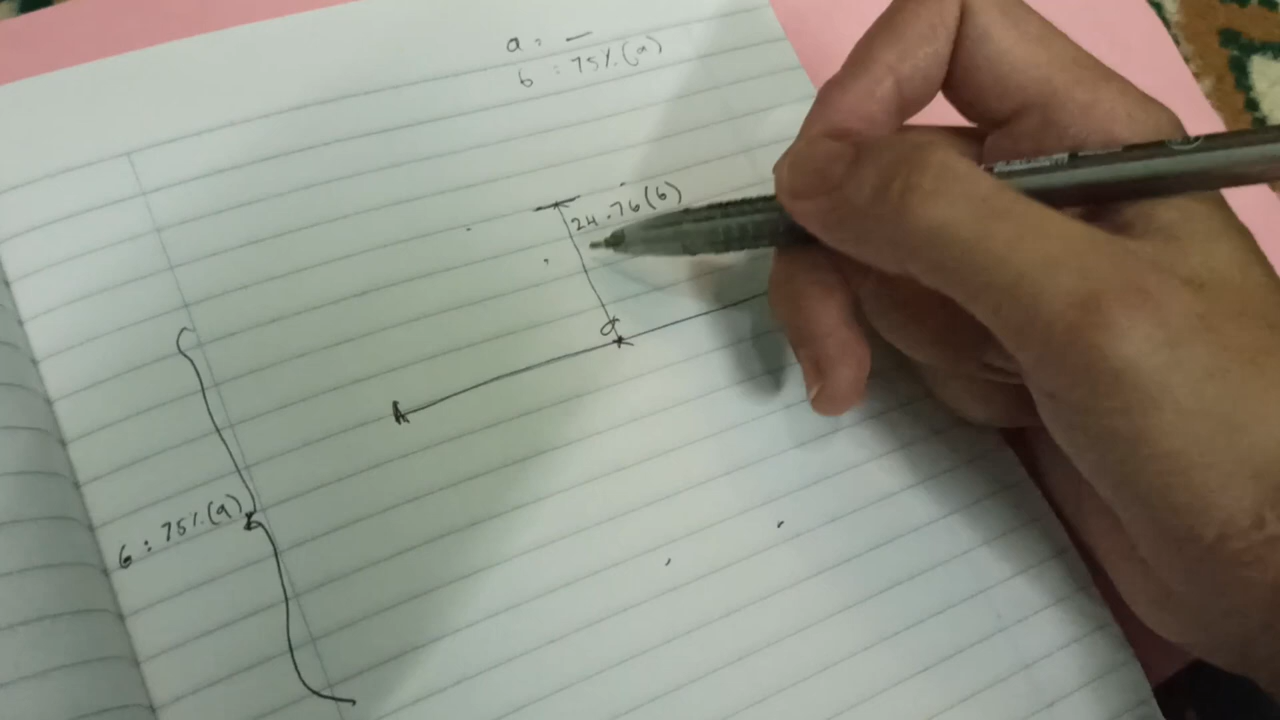 a : —
b : 75%(a)
24.76(b)
d
A
b : 75%(a)